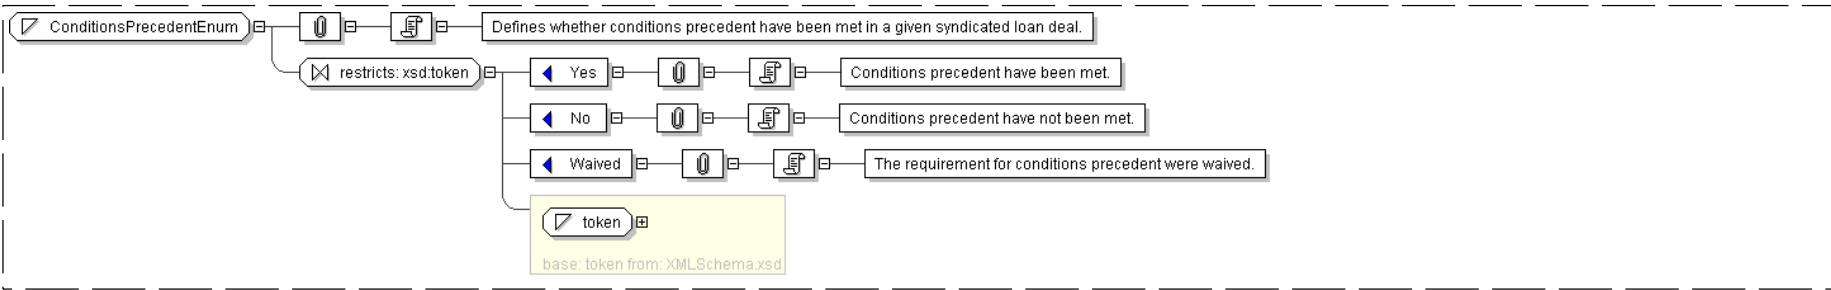 ConditionsPrecedentEnum Defines whether conditions precedent have been met in a given syndicated loan deal.
restricts: xsd:token Yes Conditions precedent have been met.
No Conditions precedent have not been met.
Waived The requirement for conditions precedent were waived.
token
base: token from: XMLSchema.xsd